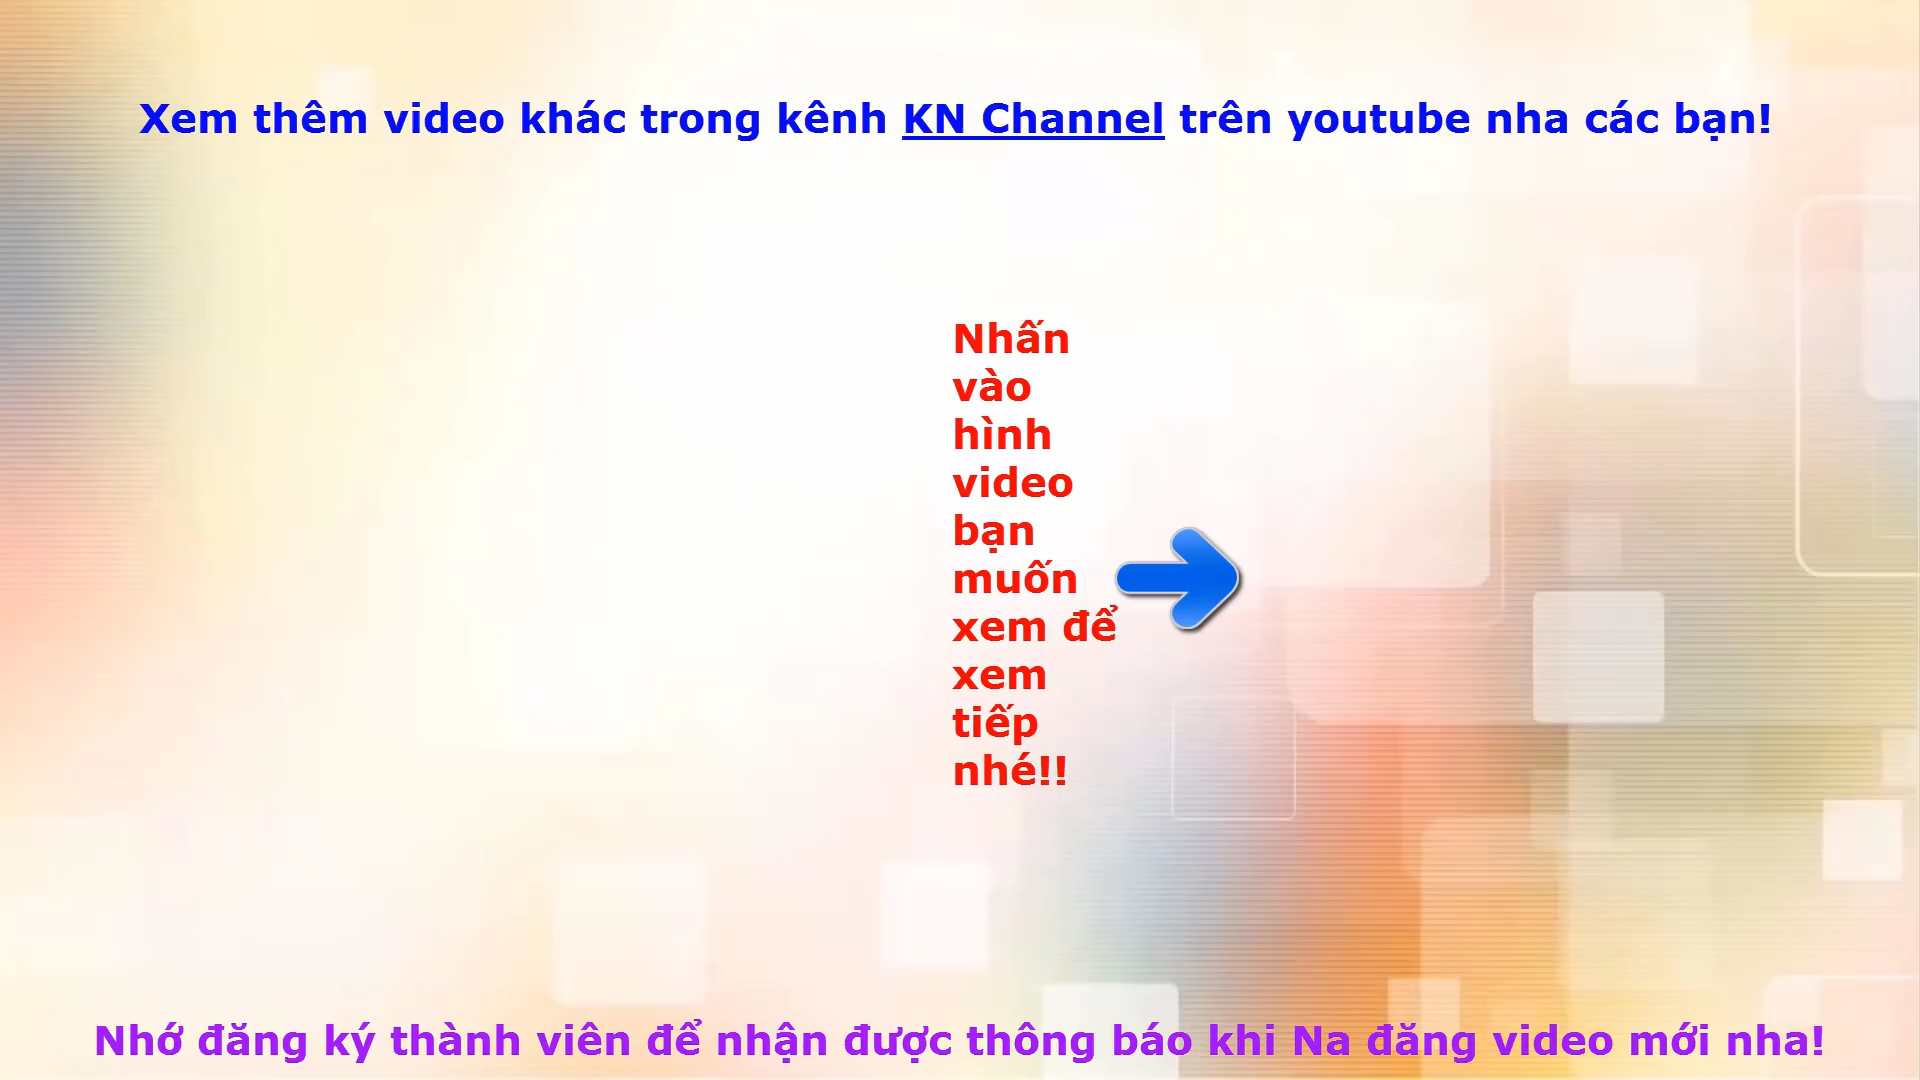 Xem thêm video khác trong kênh KN Channel trên youtube nha các bạn!
Nhấn
vào
hình
video
bạn
muốn
xem để
xem
tiếp
nhé!!
Nhớ đăng ký thành viên để nhận được thông báo khi Na đăng video mới nha!